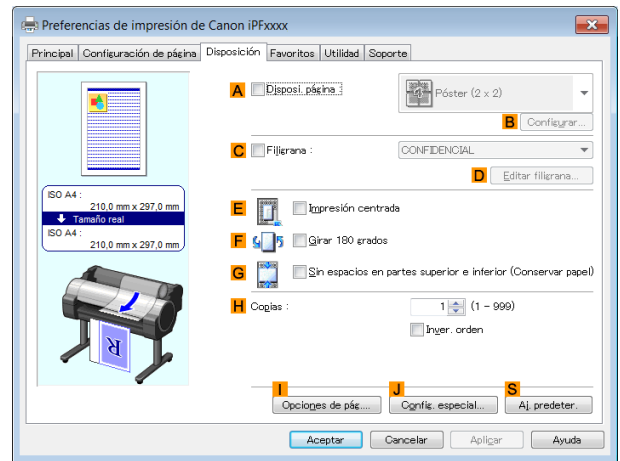 Preferencias de impresión de Canon iPFxxxx
Principal Configuración de página Disposición Favoritos Utilidad Soporte
A Disposi. página : Póster (2 x 2)
B Configurar...
C Filigrana : CONFIDENCIAL
D Editar filigrana...
ISO A4 :
210,0 mm x 297,0 mm
Tamaño real
ISO A4 :
210,0 mm x 297,0 mm
E Impresión centrada
F Girar 180 grados
G Sin espacios en partes superior e inferior (Conservar papel)
H Copias : 1 (1 - 999)
Inver. orden
R
I J S
Opciones de pág.... Config. especial... Aj. predeter.
Aceptar Cancelar Aplicar Ayuda